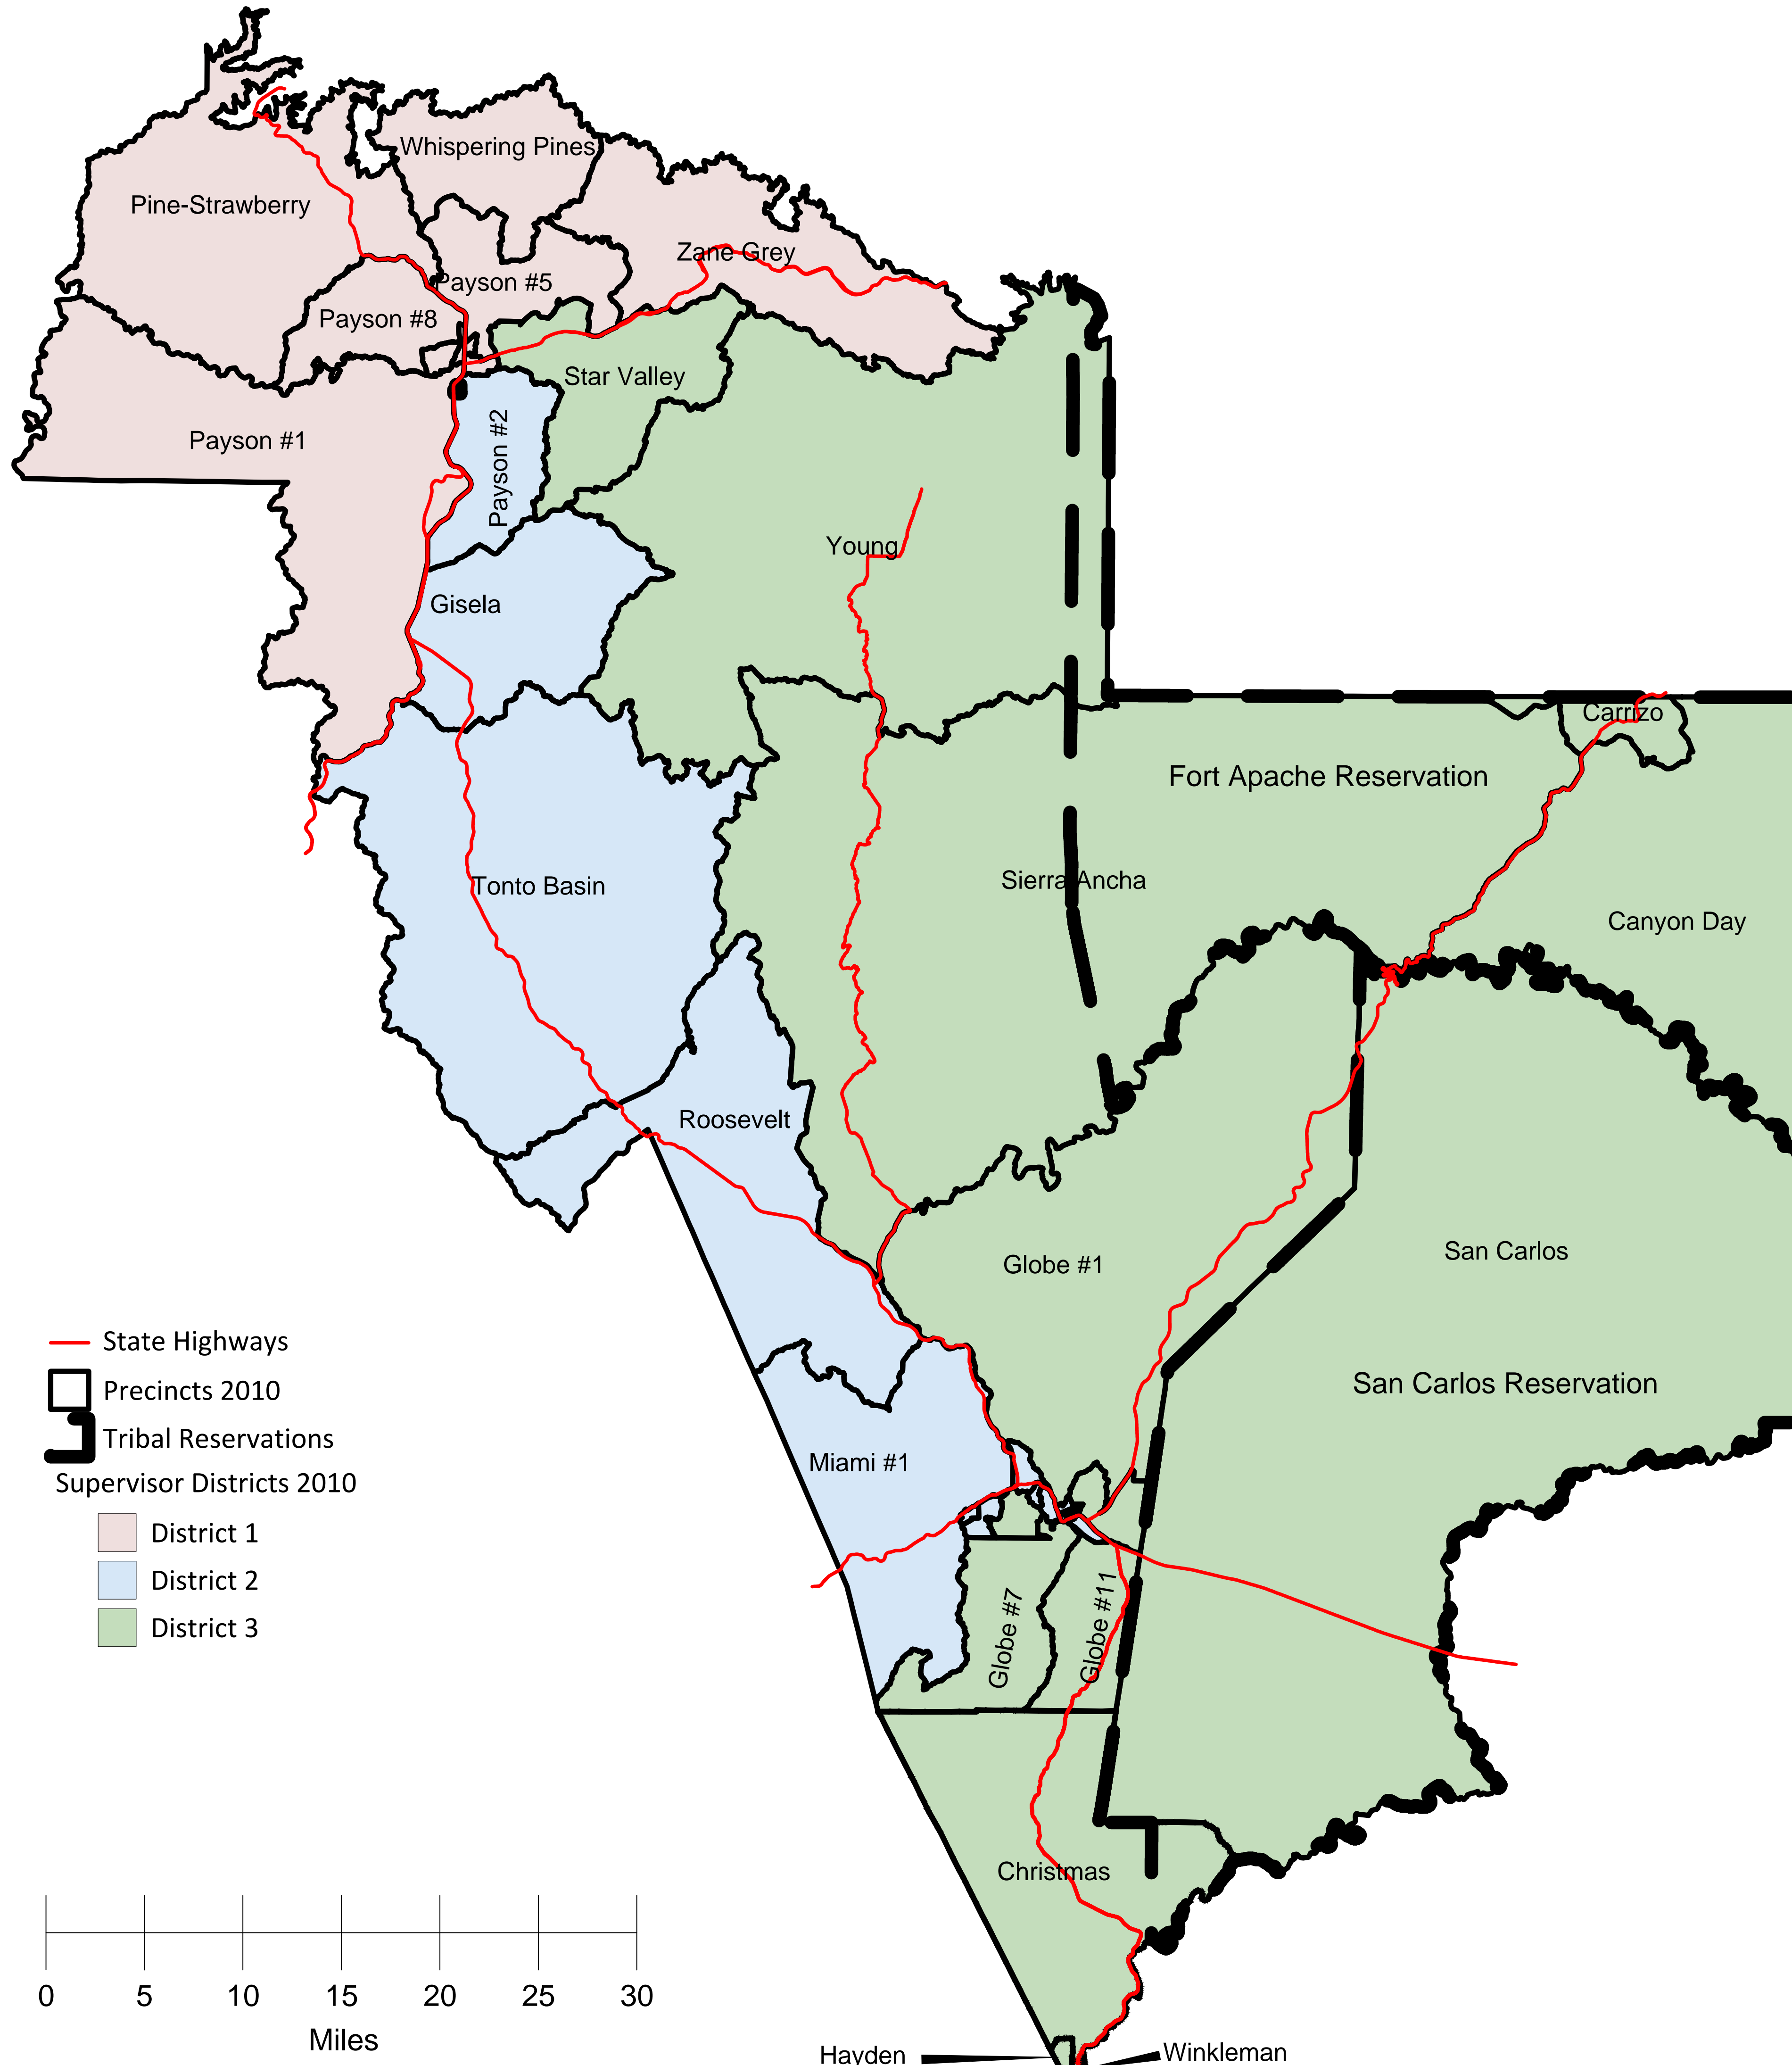 Whispering Pines
Pine-Strawberry
Zane Grey
Payson #5
Payson #8
Star Valley
Payson #1
Payson #2
Young
Gisela
Carrizo
Fort Apache Reservation
Tonto Basin
Sierra Ancha
Canyon Day
Roosevelt
Globe #1
San Carlos
San Carlos Reservation
Miami #1
Globe #7
Globe #11
Christmas
Hayden
Winkleman
State Highways
Precincts 2010
Tribal Reservations
Supervisor Districts 2010
District 1
District 2
District 3
0 5 10 15 20 25 30
Miles